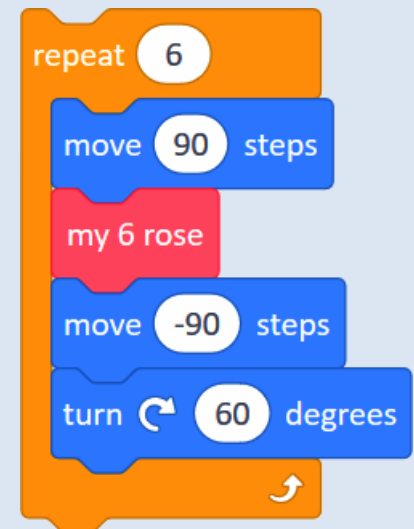 repeat 6
move 90 steps
my 6 rose
move -90 steps
turn 60 degrees